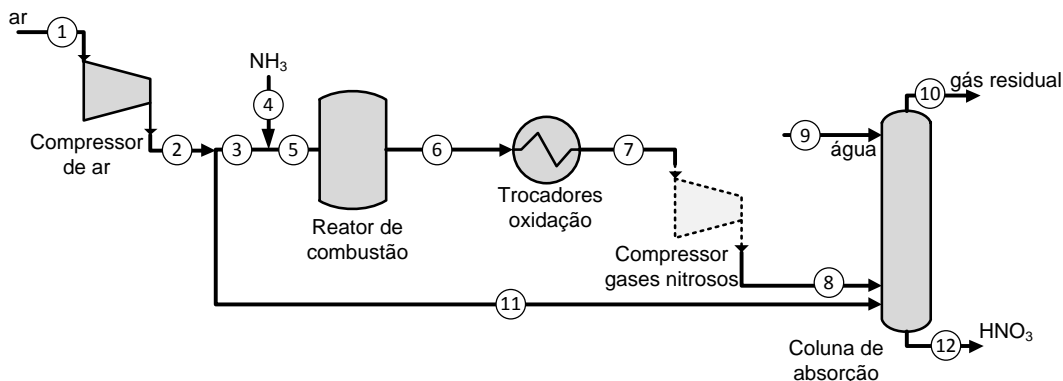 ar
1
Compressor
de ar
2
3
NH₃
4
5
Reator de
combustão
6
Trocadores
oxidação
7
Compressor
gases nitrosos
8
9
água
10
gás residual
11
12
HNO₃
Coluna de
absorção